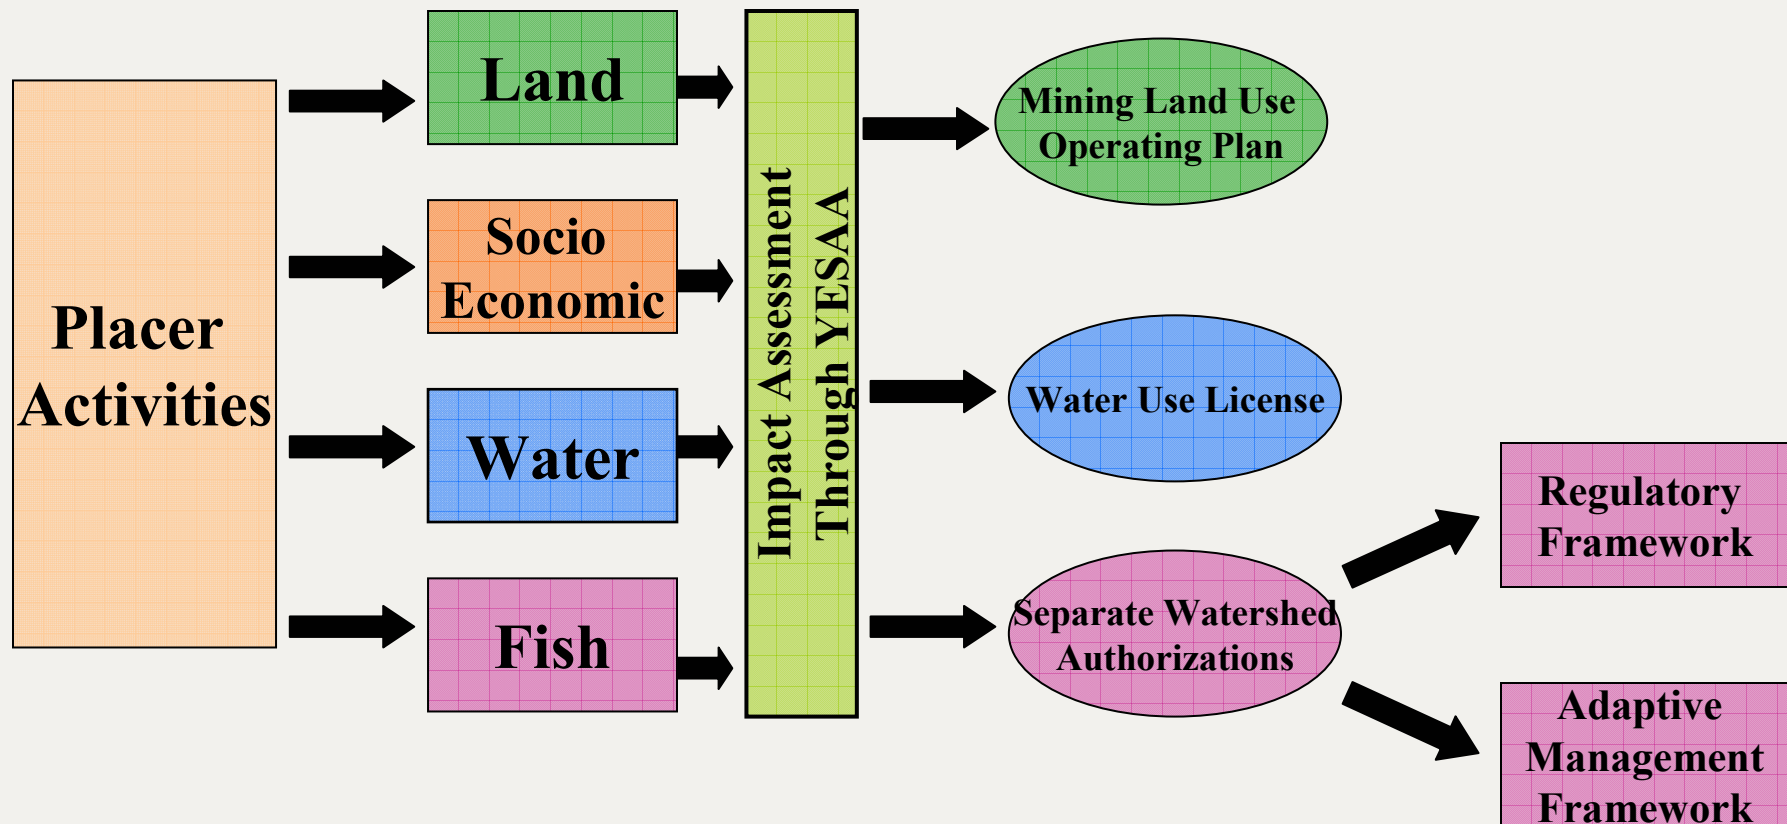 Placer
Activities
Land
Socio
Economic
Water
Fish
Impact Assessment
Through YESAA
Mining Land Use
Operating Plan
Water Use License
Separate Watershed
Authorizations
Regulatory
Framework
Adaptive
Management
Framework